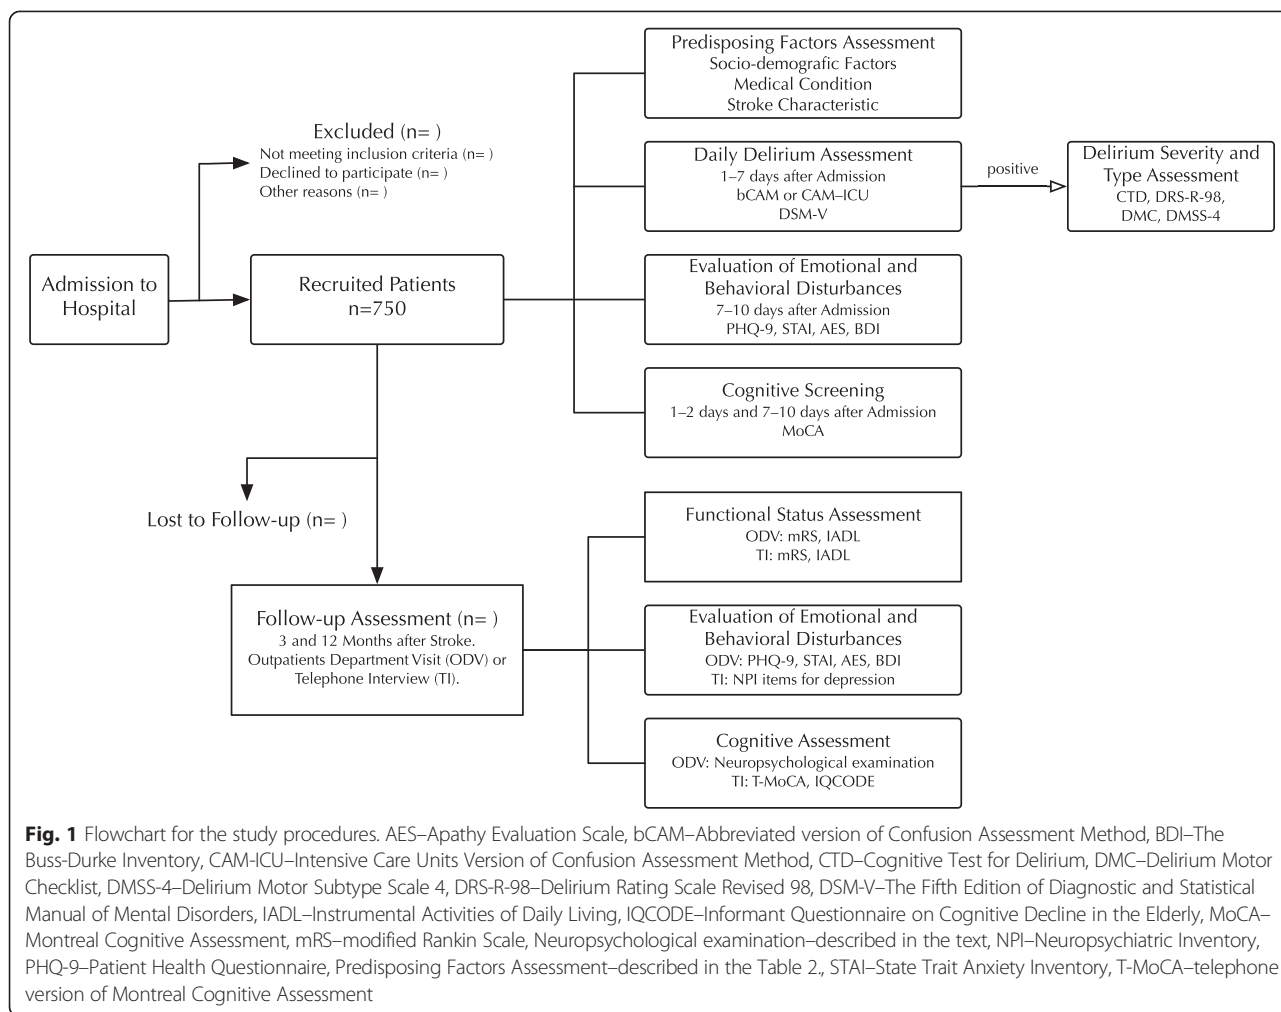 Predisposing Factors Assessment
Socio-demografic Factors
Medical Condition
Stroke Characteristic
Excluded (n= )
Not meeting inclusion criteria (n= )
Declined to participate (n= )
Other reasons (n= )
Daily Delirium Assessment
1–7 days after Admission
bCAM or CAM–ICU
DSM-V
positive
Delirium Severity and
Type Assessment
CTD, DRS-R-98,
DMC, DMSS-4
Admission to
Hospital
Recruited Patients
n=750
Evaluation of Emotional and
Behavioral Disturbances
7–10 days after Admission
PHQ-9, STAI, AES, BDI
Cognitive Screening
1–2 days and 7–10 days after Admission
MoCA
Lost to Follow-up (n= )
Functional Status Assessment
ODV: mRS, IADL
TI: mRS, IADL
Follow-up Assessment (n= )
3 and 12 Months after Stroke.
Outpatients Department Visit (ODV) or
Telephone Interview (TI).
Evaluation of Emotional and
Behavioral Disturbances
ODV: PHQ-9, STAI, AES, BDI
TI: NPI items for depression
Cognitive Assessment
ODV: Neuropsychological examination
TI: T-MoCA, IQCODE
Fig. 1 Flowchart for the study procedures. AES–Apathy Evaluation Scale, bCAM–Abbreviated version of Confusion Assessment Method, BDI–The
Buss-Durke Inventory, CAM-ICU–Intensive Care Units Version of Confusion Assessment Method, CTD–Cognitive Test for Delirium, DMC–Delirium Motor
Checklist, DMSS-4–Delirium Motor Subtype Scale 4, DRS-R-98–Delirium Rating Scale Revised 98, DSM-V–The Fifth Edition of Diagnostic and Statistical
Manual of Mental Disorders, IADL–Instrumental Activities of Daily Living, IQCODE–Informant Questionnaire on Cognitive Decline in the Elderly, MoCA–
Montreal Cognitive Assessment, mRS–modified Rankin Scale, Neuropsychological examination–described in the text, NPI–Neuropsychiatric Inventory,
PHQ-9–Patient Health Questionnaire, Predisposing Factors Assessment–described in the Table 2., STAI–State Trait Anxiety Inventory, T-MoCA–telephone
version of Montreal Cognitive Assessment